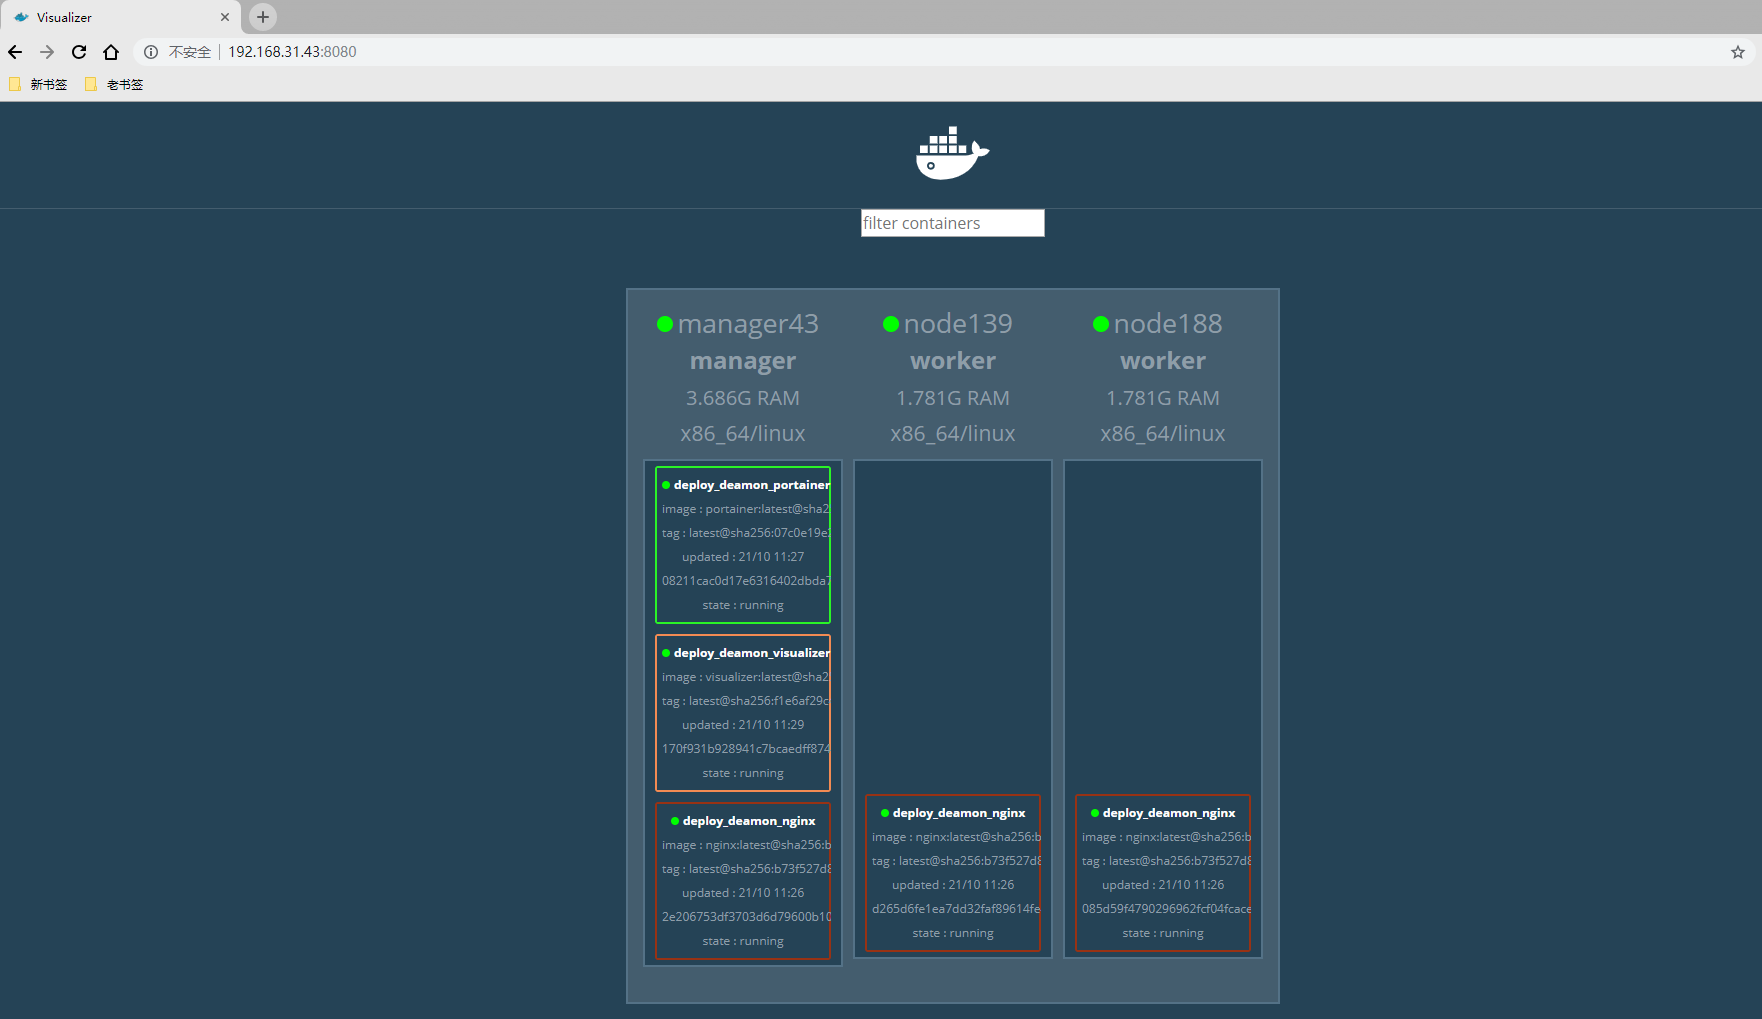 Visualizer
不安全
192.168.31.43:8080
新书签
老书签
filter containers
manager43
manager
3.686G RAM
x86_64/linux
deploy_deamon_portainer
image : portainer:latest@sha2
tag : latest@sha256:07c0e19e
updated : 21/10 11:27
08211cac0d17e6316402dbda7
state : running
deploy_deamon_visualizer
image : visualizer:latest@sha2
tag : latest@sha256:f1e6af29c
updated : 21/10 11:29
170f931b928941c7bcaedff874
state : running
deploy_deamon_nginx
image : nginx:latest@sha256:b
tag : latest@sha256:b73f527d8
updated : 21/10 11:26
2e206753df3703d6d79600b10
state : running
node139
worker
1.781G RAM
x86_64/linux
deploy_deamon_nginx
image : nginx:latest@sha256:b
tag : latest@sha256:b73f527d8
updated : 21/10 11:26
d265d6fe1ea7dd32faf89614fe
state : running
node188
worker
1.781G RAM
x86_64/linux
deploy_deamon_nginx
image : nginx:latest@sha256:b
tag : latest@sha256:b73f527d8
updated : 21/10 11:26
085d59f4790296962fcf04fcace
state : running